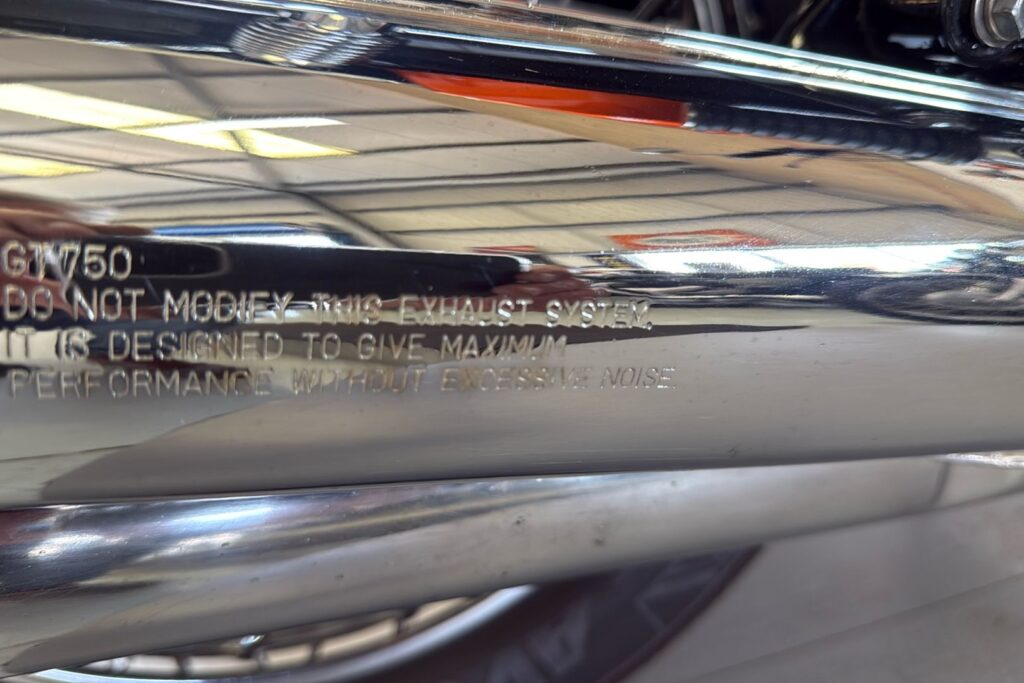 GT750
DO NOT MODIFY THIS EXHAUST SYSTEM.
IT IS DESIGNED TO GIVE MAXIMUM
PERFORMANCE WITHOUT EXCESSIVE NOISE.